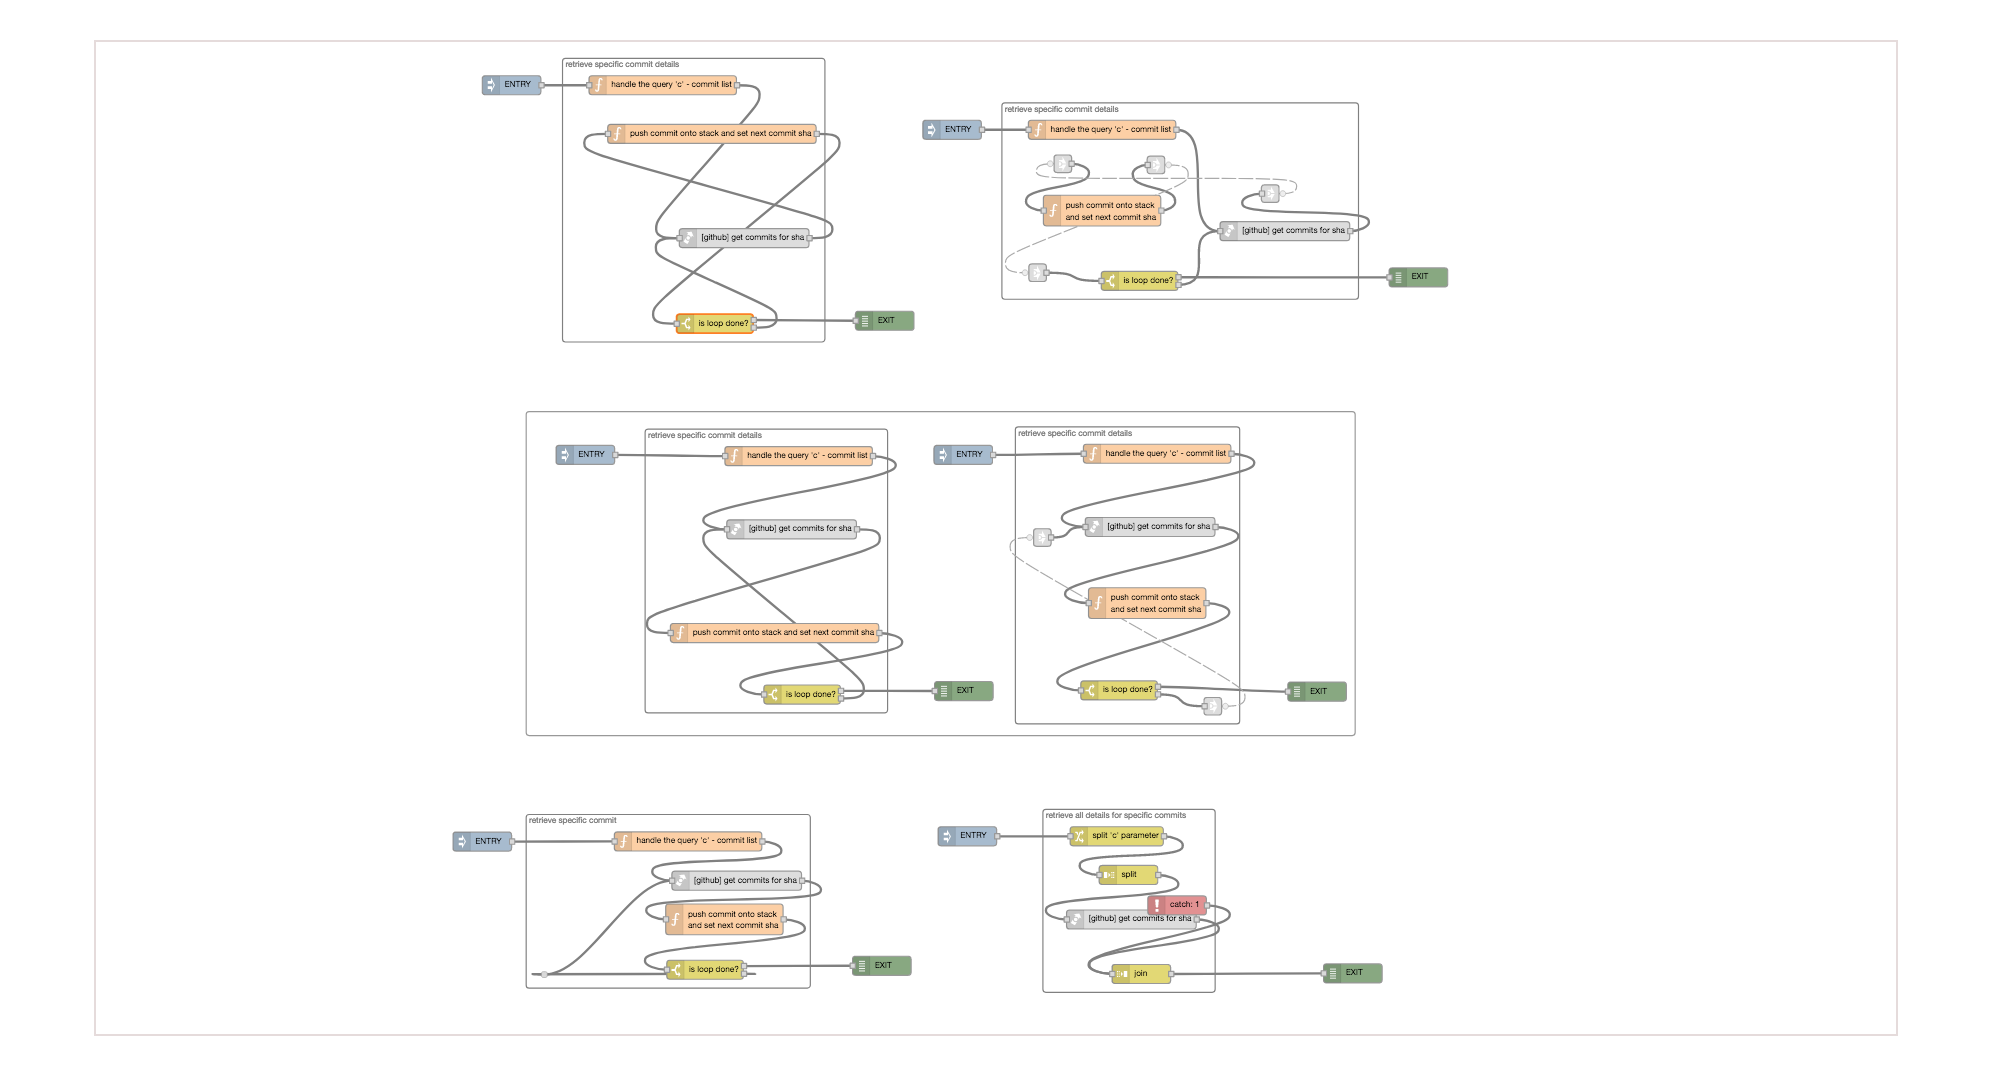 retrieve specific commit details
ENTRY
handle the query 'c' - commit list
push commit onto stack and set next commit sha
[github] get commits for sha
is loop done?
EXIT
retrieve specific commit details
ENTRY
handle the query 'c' - commit list
push commit onto stack
and set next commit sha
[github] get commits for sha
is loop done?
EXIT
retrieve specific commit details
ENTRY
handle the query 'c' - commit list
[github] get commits for sha
push commit onto stack and set next commit sha
is loop done?
EXIT
retrieve specific commit details
ENTRY
handle the query 'c' - commit list
[github] get commits for sha
push commit onto stack
and set next commit sha
is loop done?
EXIT
retrieve specific commit
ENTRY
handle the query 'c' - commit list
[github] get commits for sha
push commit onto stack
and set next commit sha
is loop done?
EXIT
retrieve all details for specific commits
ENTRY
split 'c' parameter
split
catch: 1
[github] get commits for sha
join
EXIT